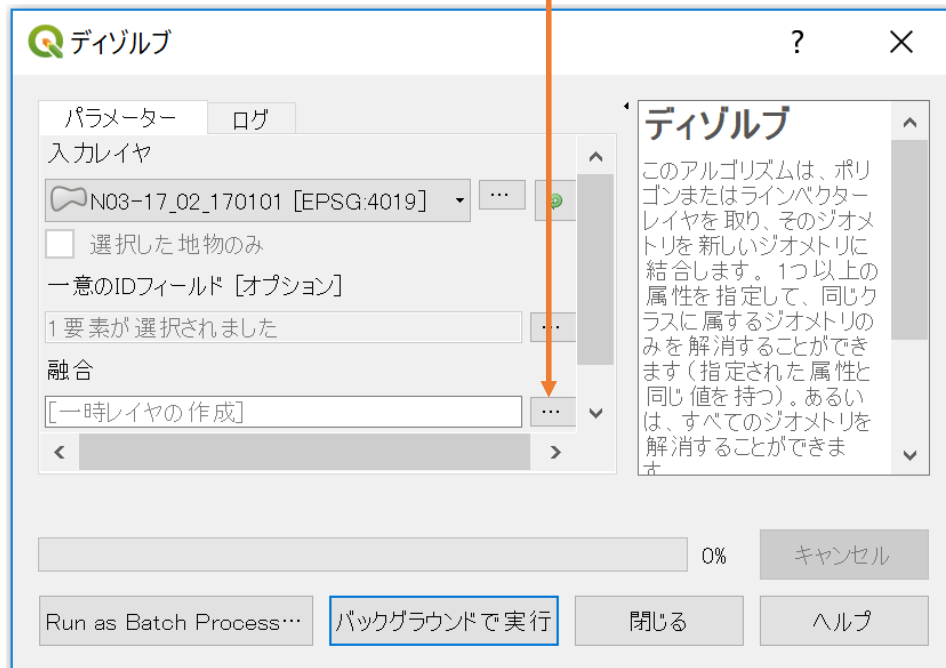 ディゾルブ
パラメーター
ログ
入力レイヤ
N03-17_02_170101 [EPSG:4019]
…
選択した地物のみ
一意のIDフィールド [オプション]
1 要素が選択されました
…
融合
[一時レイヤの作成]
…
ディゾルブ
このアルゴリズムは、ポリ
ゴンまたはラインベクター
レイヤを取り、そのジオメ
トリを新しいジオメトリに
結合します。 1つ以上の
属性を指定して、同じク
ラスに属するジオメトリの
みを解消することができ
ます(指定された属性と
同じ値を持つ)。あるい
は、すべてのジオメトリを
解消することができま
す
0%
キャンセル
Run as Batch Process…
バックグラウンドで実行
閉じる
ヘルプ